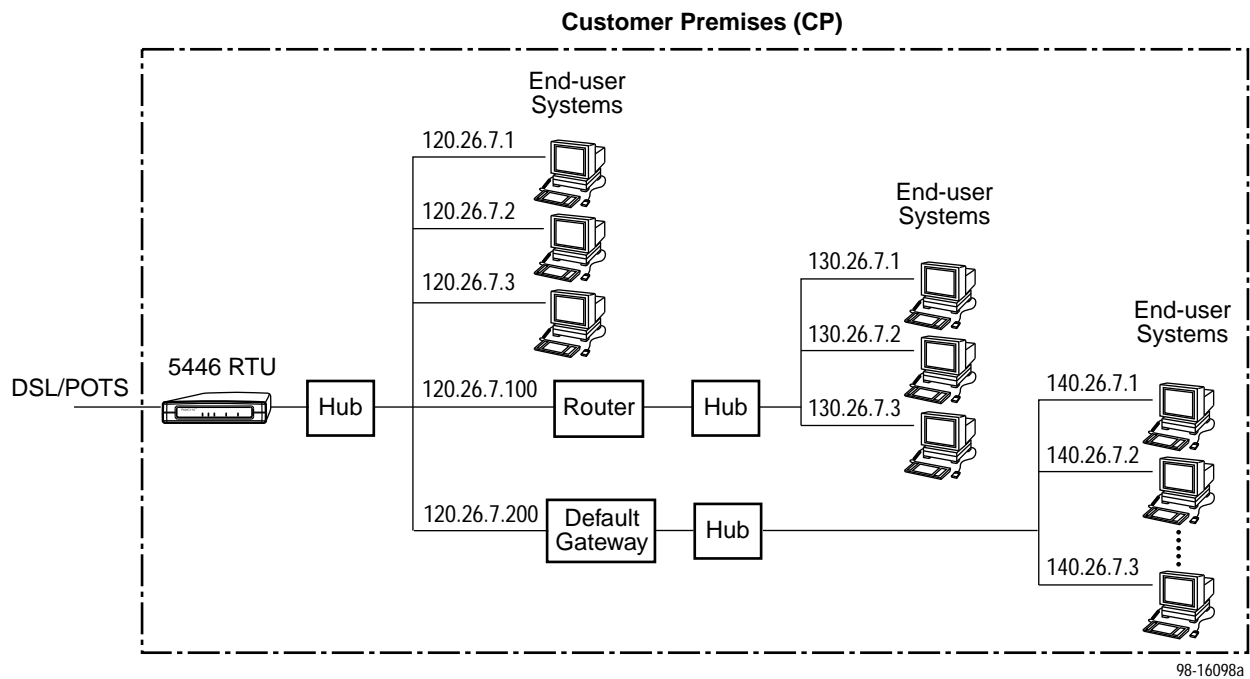 Customer Premises (CP)
End-user
Systems
120.26.7.1
120.26.7.2
120.26.7.3
End-user
Systems
130.26.7.1
130.26.7.2
130.26.7.3
End-user
Systems
140.26.7.1
140.26.7.2
140.26.7.3
DSL/POTS
5446 RTU
Hub
120.26.7.100
Router
Hub
120.26.7.200
Default
Gateway
Hub
98-16098a